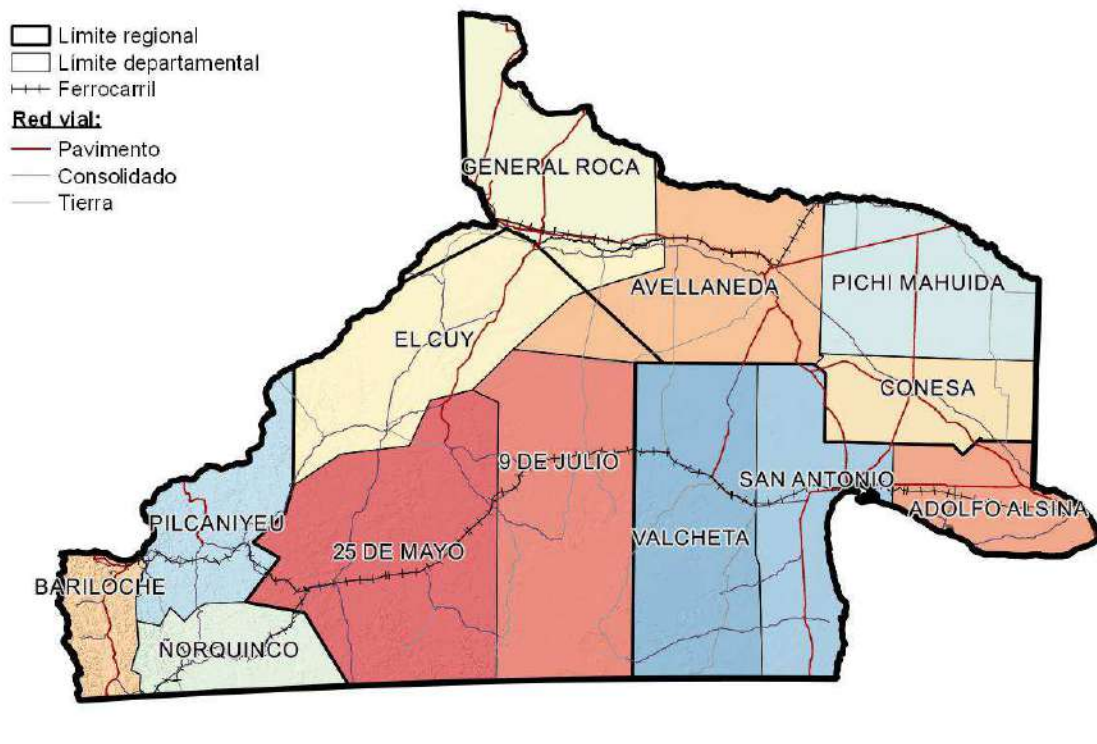 Límite regional
Límite departamental
Ferrocarril
Red vial:
Pavimento
Consolidado
Tierra
GENERAL ROCA
AVELLANEDA
PICHI MAHUIDA
EL CUY
CONESA
9 DE JULIO
SAN ANTONIO
ADOLFO ALSINA
PILCANIYEU
25 DE MAYO
VALCHETA
BARILOCHE
ÑORQUINCO